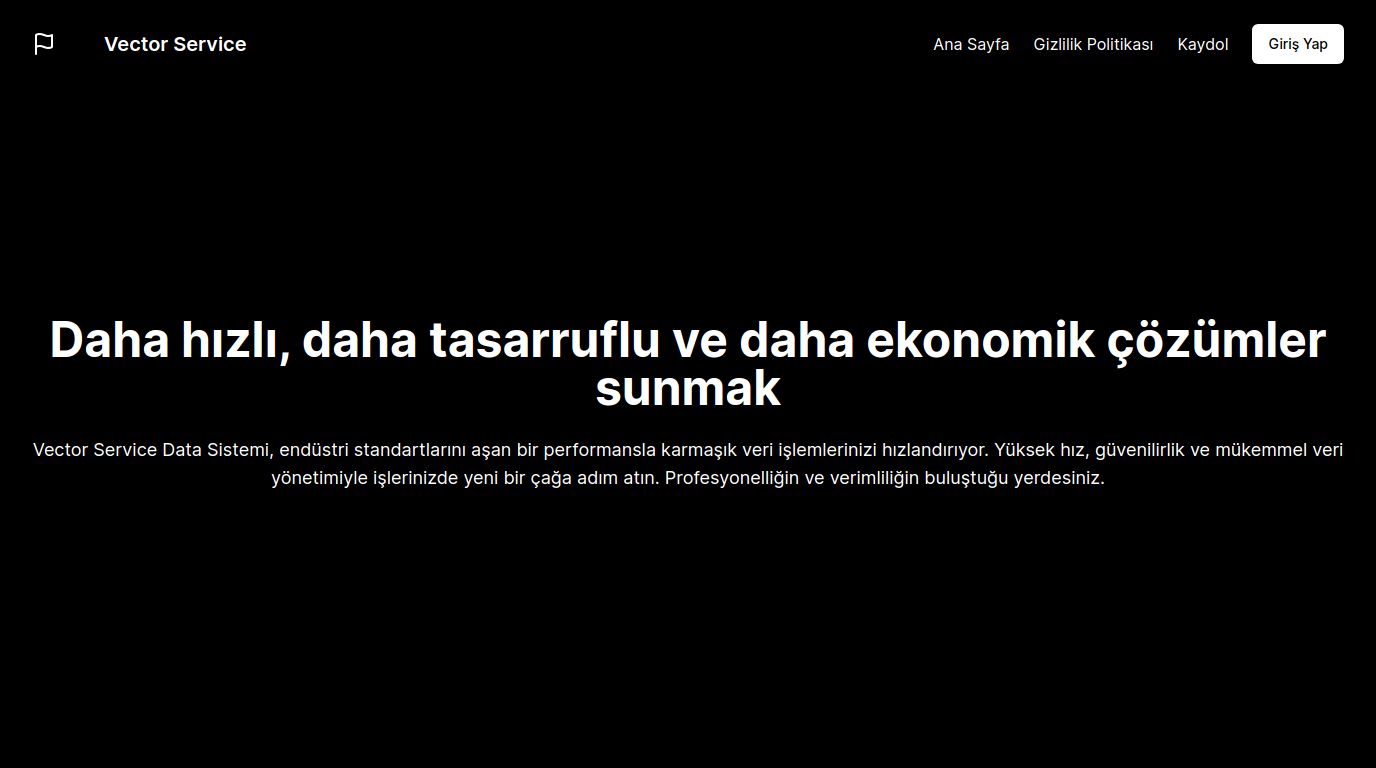 Vector Service
Ana Sayfa
Gizlilik Politikası
Kaydol
Giriş Yap
Daha hızlı, daha tasarruflu ve daha ekonomik çözümler
sunmak
Vector Service Data Sistemi, endüstri standartlarını aşan bir performansla karmaşık veri işlemlerinizi hızlandırıyor. Yüksek hız, güvenilirlik ve mükemmel veri
yönetimiyle işlerinizde yeni bir çağa adım atın. Profesyonelliğin ve verimliliğin buluştuğu yerdesiniz.